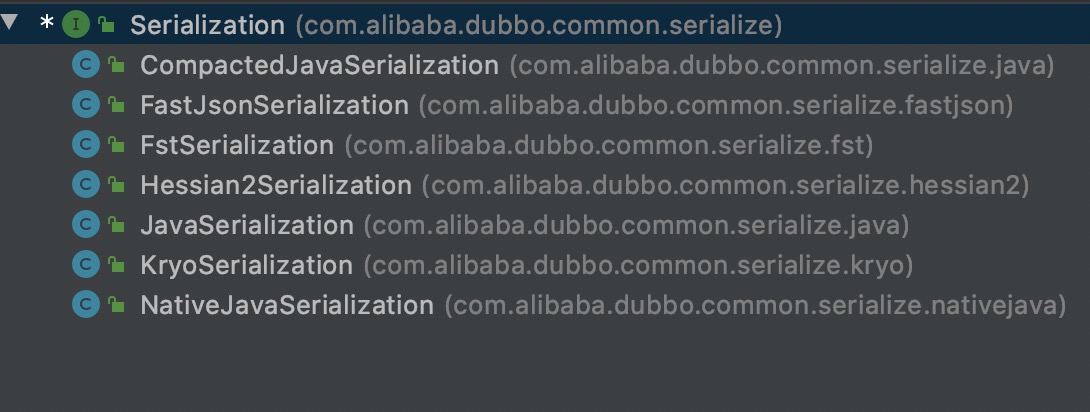 * I Serialization (com.alibaba.dubbo.common.serialize)
C CompactedJavaSerialization (com.alibaba.dubbo.common.serialize.java)
C FastJsonSerialization (com.alibaba.dubbo.common.serialize.fastjson)
C FstSerialization (com.alibaba.dubbo.common.serialize.fst)
C Hessian2Serialization (com.alibaba.dubbo.common.serialize.hessian2)
C JavaSerialization (com.alibaba.dubbo.common.serialize.java)
C KryoSerialization (com.alibaba.dubbo.common.serialize.kryo)
C NativeJavaSerialization (com.alibaba.dubbo.common.serialize.nativejava)